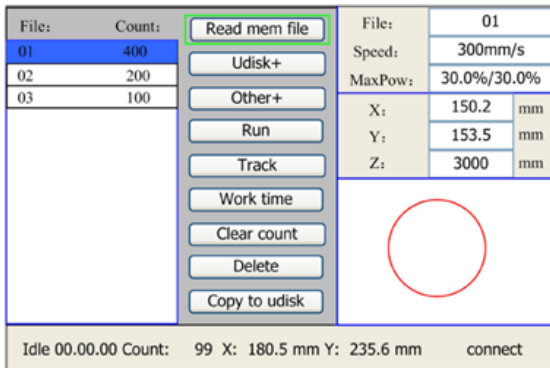 File: Count:
01 400
02 200
03 100
Read mem file
Udisk+
Other+
Run
Track
Work time
Clear count
Delete
Copy to udisk
File: 01
Speed: 300mm/s
MaxPow: 30.0%/30.0%
X: 150.2 mm
Y: 153.5 mm
Z: 3000 mm
Idle 00.00.00 Count: 99 X: 180.5 mm Y: 235.6 mm connect